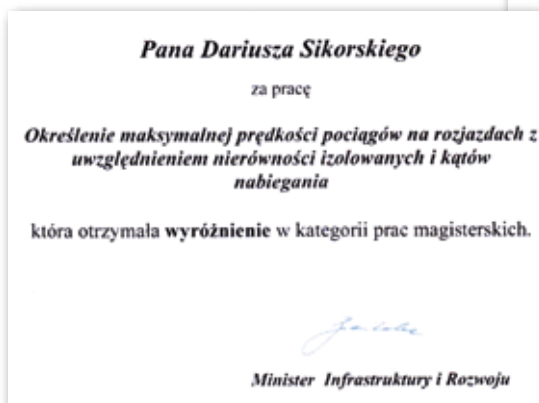 Pana Dariusza Sikorskiego
za pracę
Określenie maksymalnej prędkości pociągów na rozjazdach z
uwzględnieniem nierówności izolowanych i kątów
nabiegania
która otrzymała wyróżnienie w kategorii prac magisterskich.
Minister Infrastruktury i Rozwoju